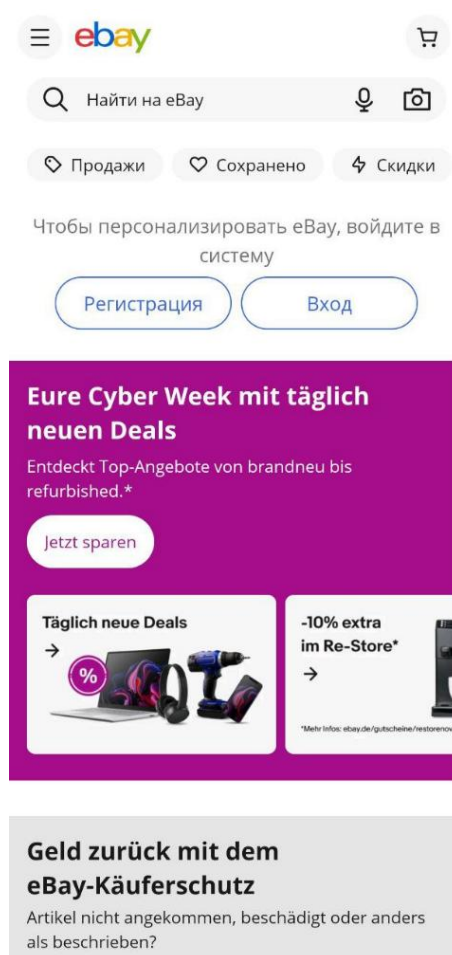 ebay
Найти на eBay
Продажи
Сохранено
Скидки
Чтобы персонализировать eBay, войдите в
систему
Регистрация
Вход
Eure Cyber Week mit täglich
neuen Deals
Entdeckt Top-Angebote von brandneu bis
refurbished.*
Jetzt sparen
Täglich neue Deals
%
-10% extra
im Re-Store*
*Mehr Infos: ebay.de/gutscheine/restorenov
Geld zurück mit dem
eBay-Käuferschutz
Artikel nicht angekommen, beschädigt oder anders
als beschrieben?